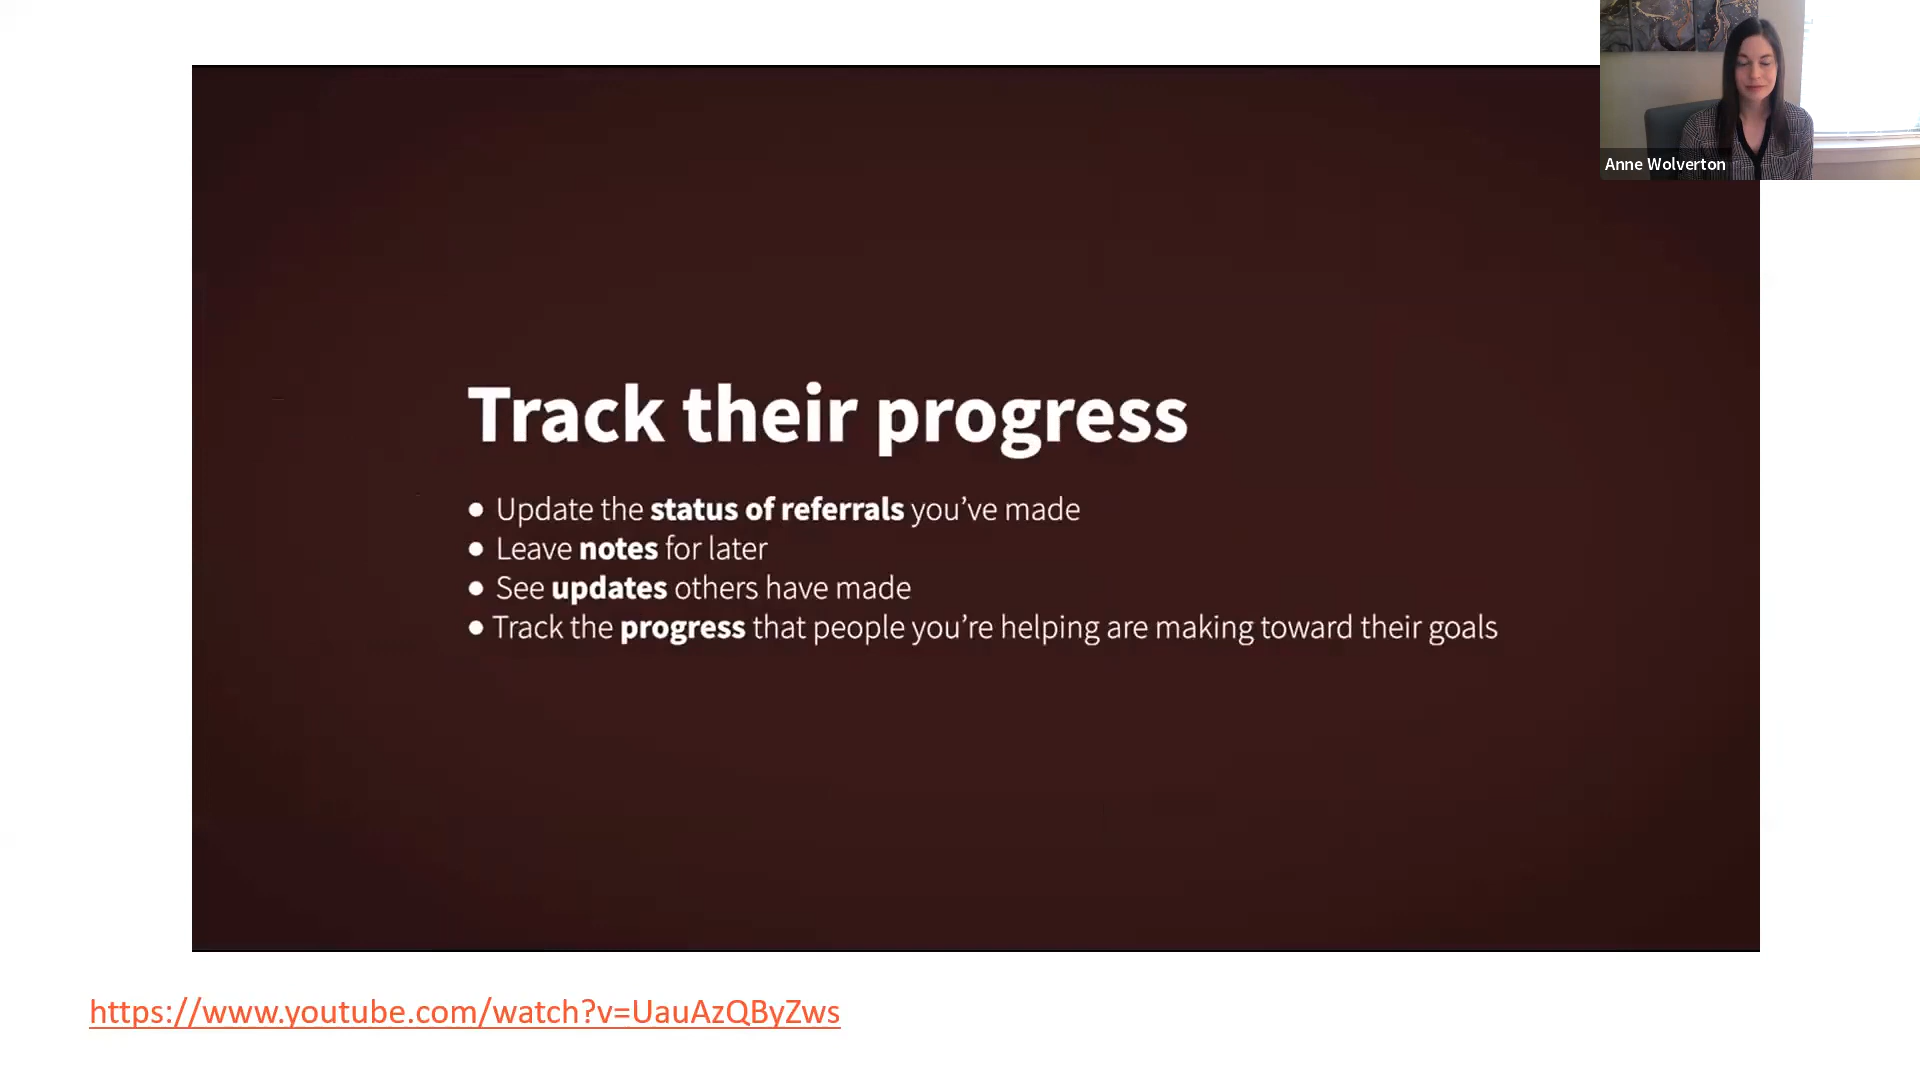 Anne Wolverton
Track their progress
● Update the status of referrals you’ve made
● Leave notes for later
● See updates others have made
● Track the progress that people you’re helping are making toward their goals
https://www.youtube.com/watch?v=UauAzQByZws